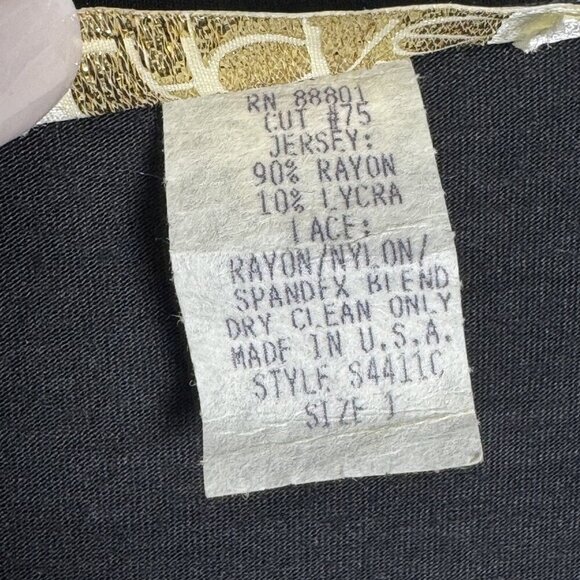 RN 88801
CUT #75
JERSEY:
90% RAYON
10% LYCRA
LACE:
RAYON/NYLON/
SPANDEX BLEND
DRY CLEAN ONLY
MADE IN U.S.A.
STYLE S4411C
SIZE 1